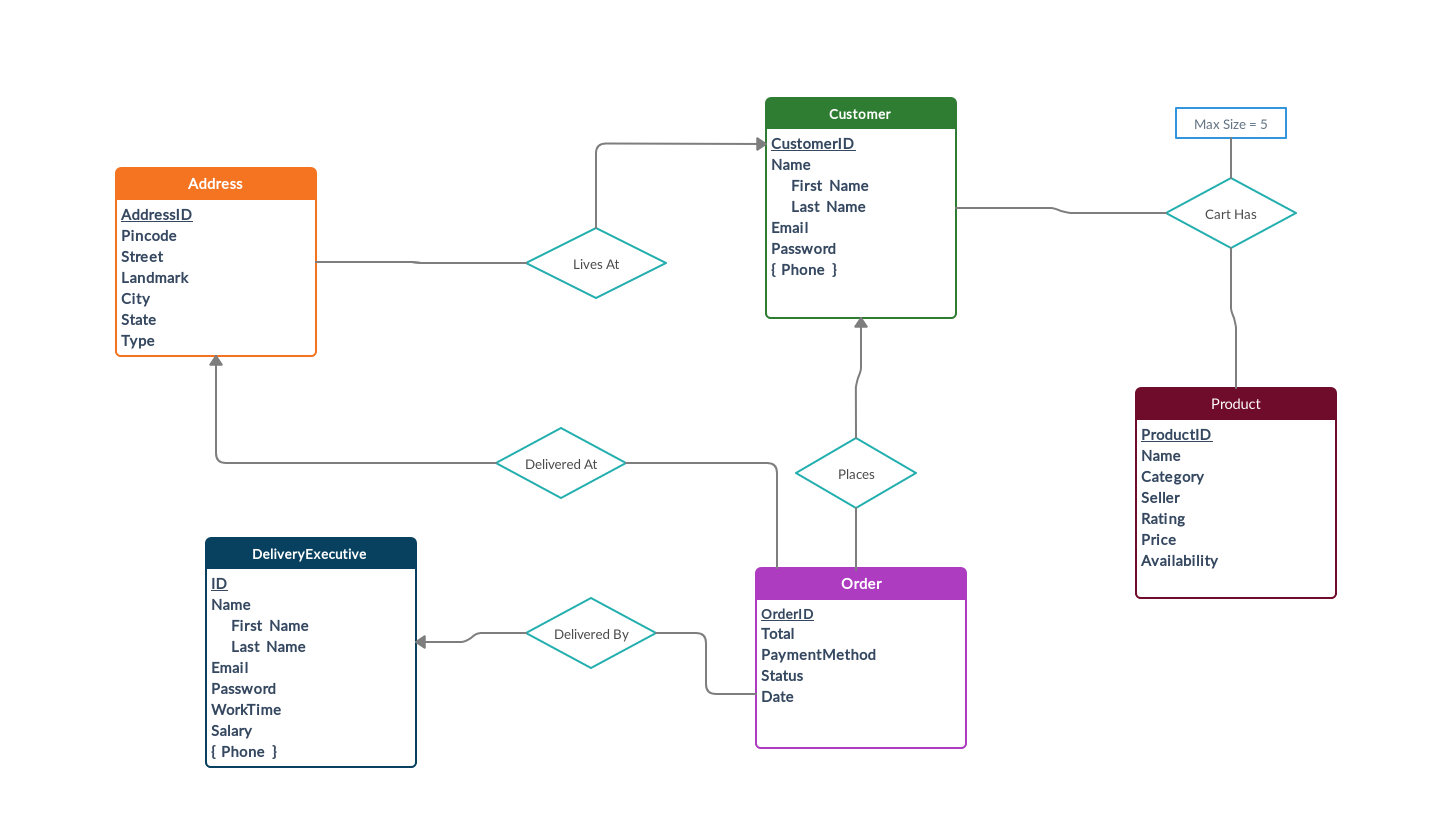 Customer
CustomerID
Name
First Name
Last Name
Email
Password
{ Phone }
Max Size = 5
Cart Has
Address
AddressID
Pincode
Street
Landmark
City
State
Type
Lives At
Delivered At
Places
Product
ProductID
Name
Category
Seller
Rating
Price
Availability
DeliveryExecutive
ID
Name
First Name
Last Name
Email
Password
WorkTime
Salary
{ Phone }
Delivered By
Order
OrderID
Total
PaymentMethod
Status
Date